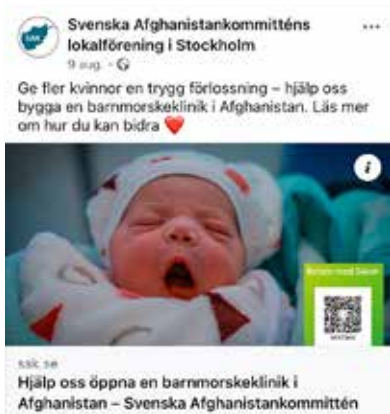 Svenska Afghanistankommitténs
lokalförening i Stockholm
9 aug. ·
Ge fler kvinnor en trygg förlossning – hjälp oss
bygga en barnmorskeklinik i Afghanistan. Läs mer
om hur du kan bidra ❤️
i
sak.se
Hjälp oss öppna en barnmorskeklinik i
Afghanistan – Svenska Afghanistankommittén